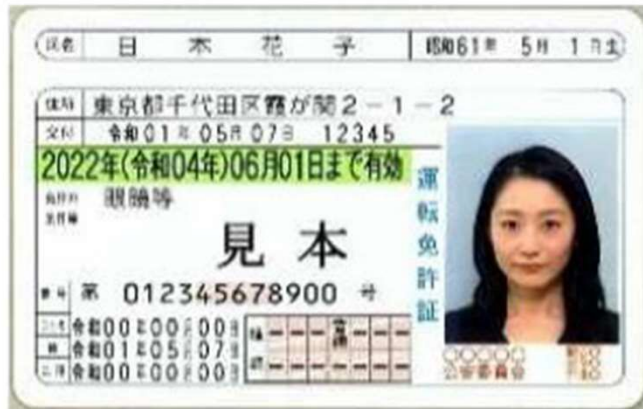 氏名 日本花子 昭和61年 5月 1日生
住所 東京都千代田区霞が関2-1-2
交付 令和01年05月07日 12345
2022年(令和04年)06月01日まで有効
眼鏡等
見本
運転免許証
番号 第 012345678900 号
令和00年00月00日
令和01年05月07日
令和00年00月00日
公安委員会